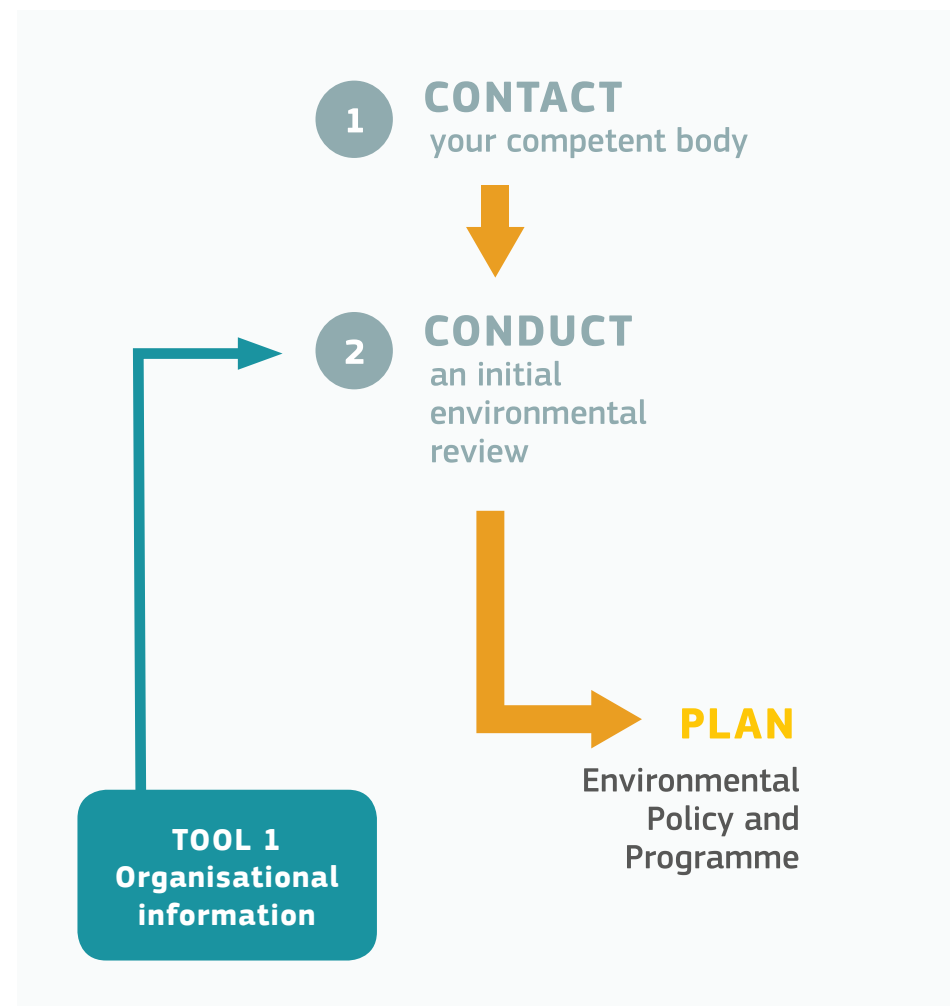 1
CONTACT
your competent body
2
CONDUCT
an initial
environmental
review
PLAN
Environmental
Policy and
Programme
TOOL 1
Organisational
information